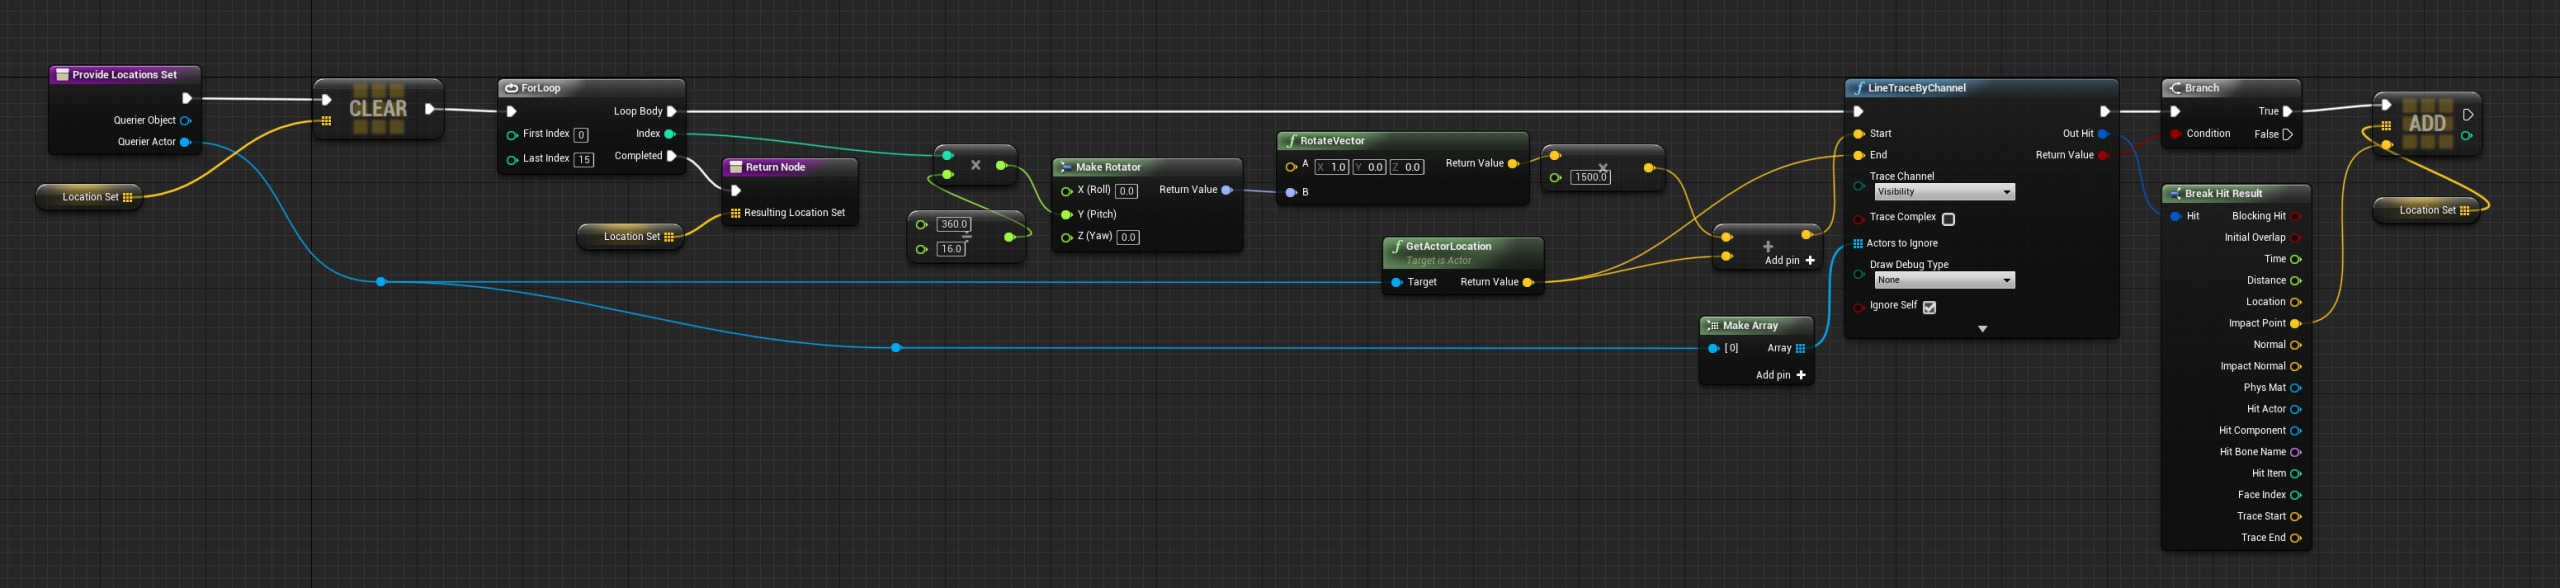 Provide Locations Set
Querier Object
Querier Actor
Location Set
CLEAR
ForLoop
Loop Body
First Index 0
Index
Last Index 15
Completed
Return Node
Resulting Location Set
Location Set
×
360.0
÷
16.0
Make Rotator
X (Roll) 0.0
Return Value
Y (Pitch)
Z (Yaw) 0.0
RotateVector
A X 1.0 Y 0.0 Z 0.0
Return Value
B
×
1500.0
GetActorLocation
Target is Actor
Target
Return Value
+
Add pin +
Make Array
[0]
Array
Add pin +
LineTraceByChannel
Start
Out Hit
End
Return Value
Trace Channel
Visibility
Trace Complex
Actors to Ignore
Draw Debug Type
None
Ignore Self
Branch
True
Condition
False
Break Hit Result
Hit
Blocking Hit
Initial Overlap
Time
Distance
Location
Impact Point
Normal
Impact Normal
Phys Mat
Hit Actor
Hit Component
Hit Bone Name
Hit Item
Face Index
Trace Start
Trace End
ADD
Location Set